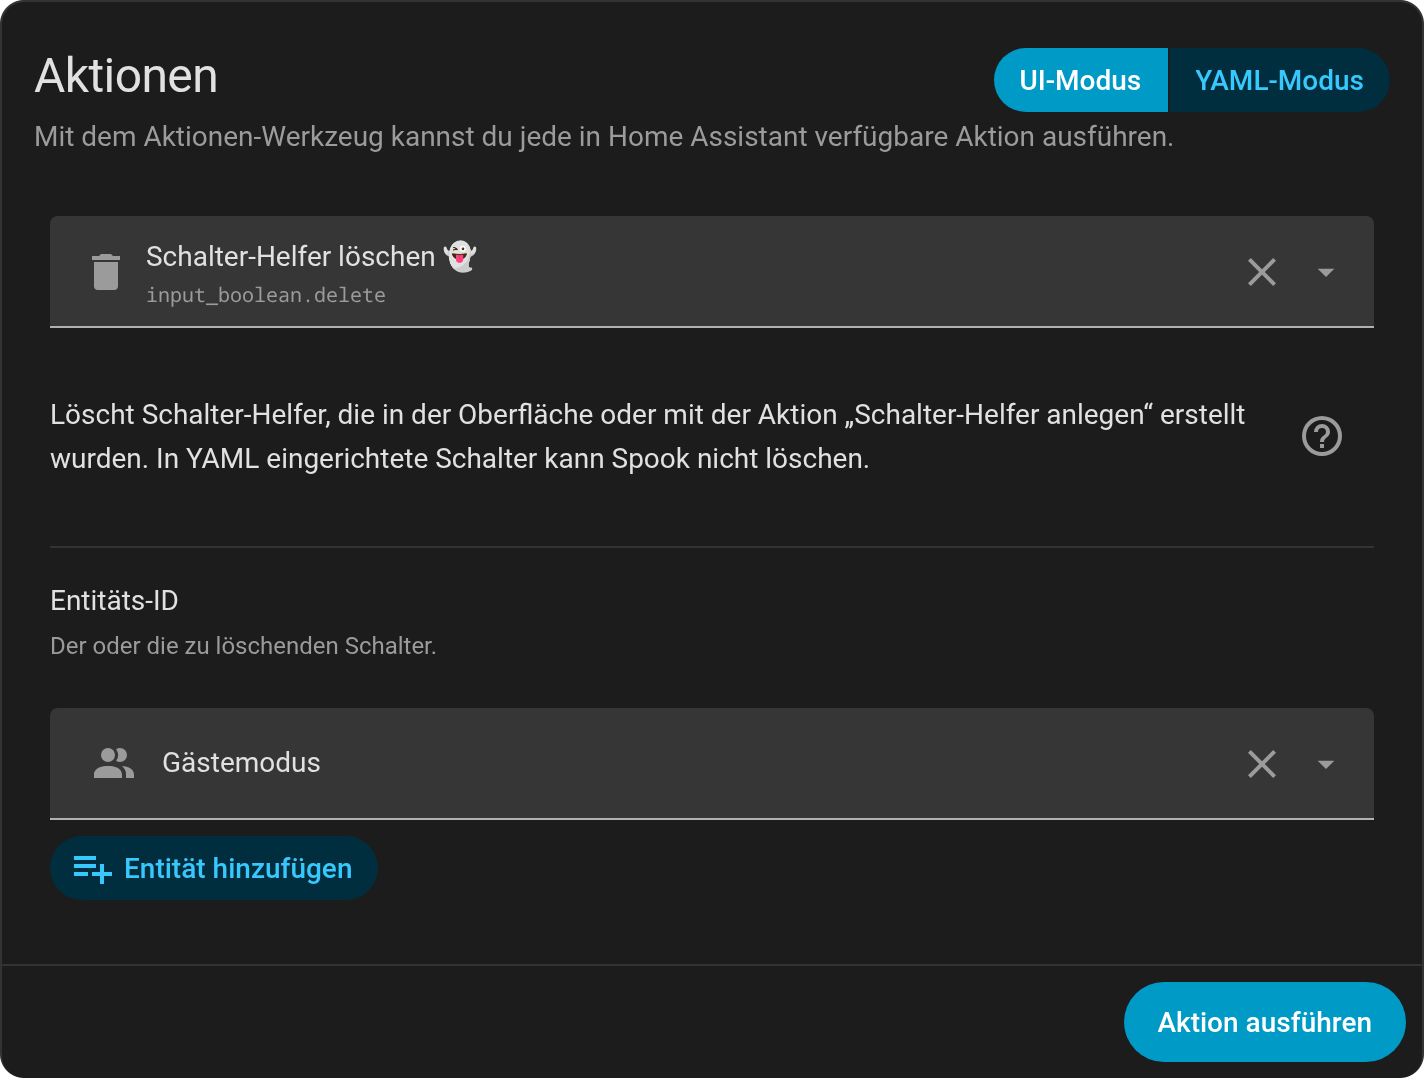 Aktionen
UI-Modus
YAML-Modus
Mit dem Aktionen-Werkzeug kannst du jede in Home Assistant verfügbare Aktion ausführen.
Schalter-Helfer löschen 👻
input_boolean.delete
Löscht Schalter-Helfer, die in der Oberfläche oder mit der Aktion „Schalter-Helfer anlegen“ erstellt
wurden. In YAML eingerichtete Schalter kann Spook nicht löschen.
Entitäts-ID
Der oder die zu löschenden Schalter.
Gästemodus
Entität hinzufügen
Aktion ausführen